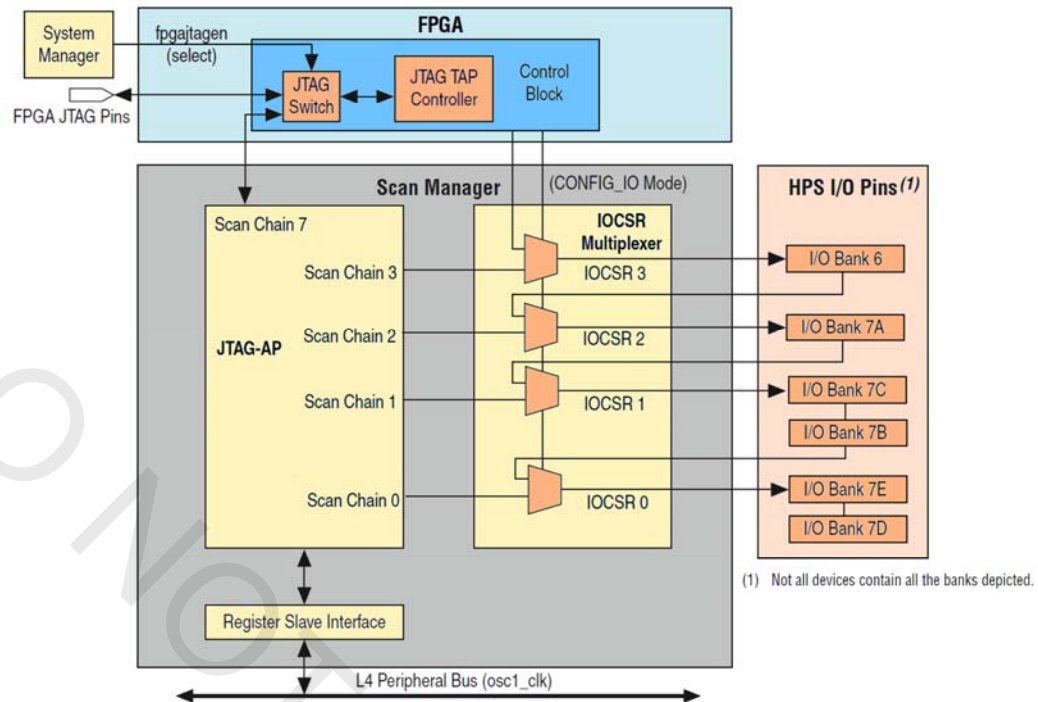 FPGA
System
Manager
fpgajtagen
(select)
JTAG
Switch
JTAG TAP
Controller
Control
Block
FPGA JTAG Pins
Scan Manager
(CONFIG_IO Mode)
HPS I/O Pins(1)
Scan Chain 7
IOCSR
Multiplexer
I/O Bank 6
Scan Chain 3
IOCSR 3
I/O Bank 7A
Scan Chain 2
IOCSR 2
JTAG-AP
I/O Bank 7C
Scan Chain 1
IOCSR 1
I/O Bank 7B
I/O Bank 7E
Scan Chain 0
IOCSR 0
I/O Bank 7D
(1) Not all devices contain all the banks depicted.
Register Slave Interface
L4 Peripheral Bus (osc1_clk)
O NOT